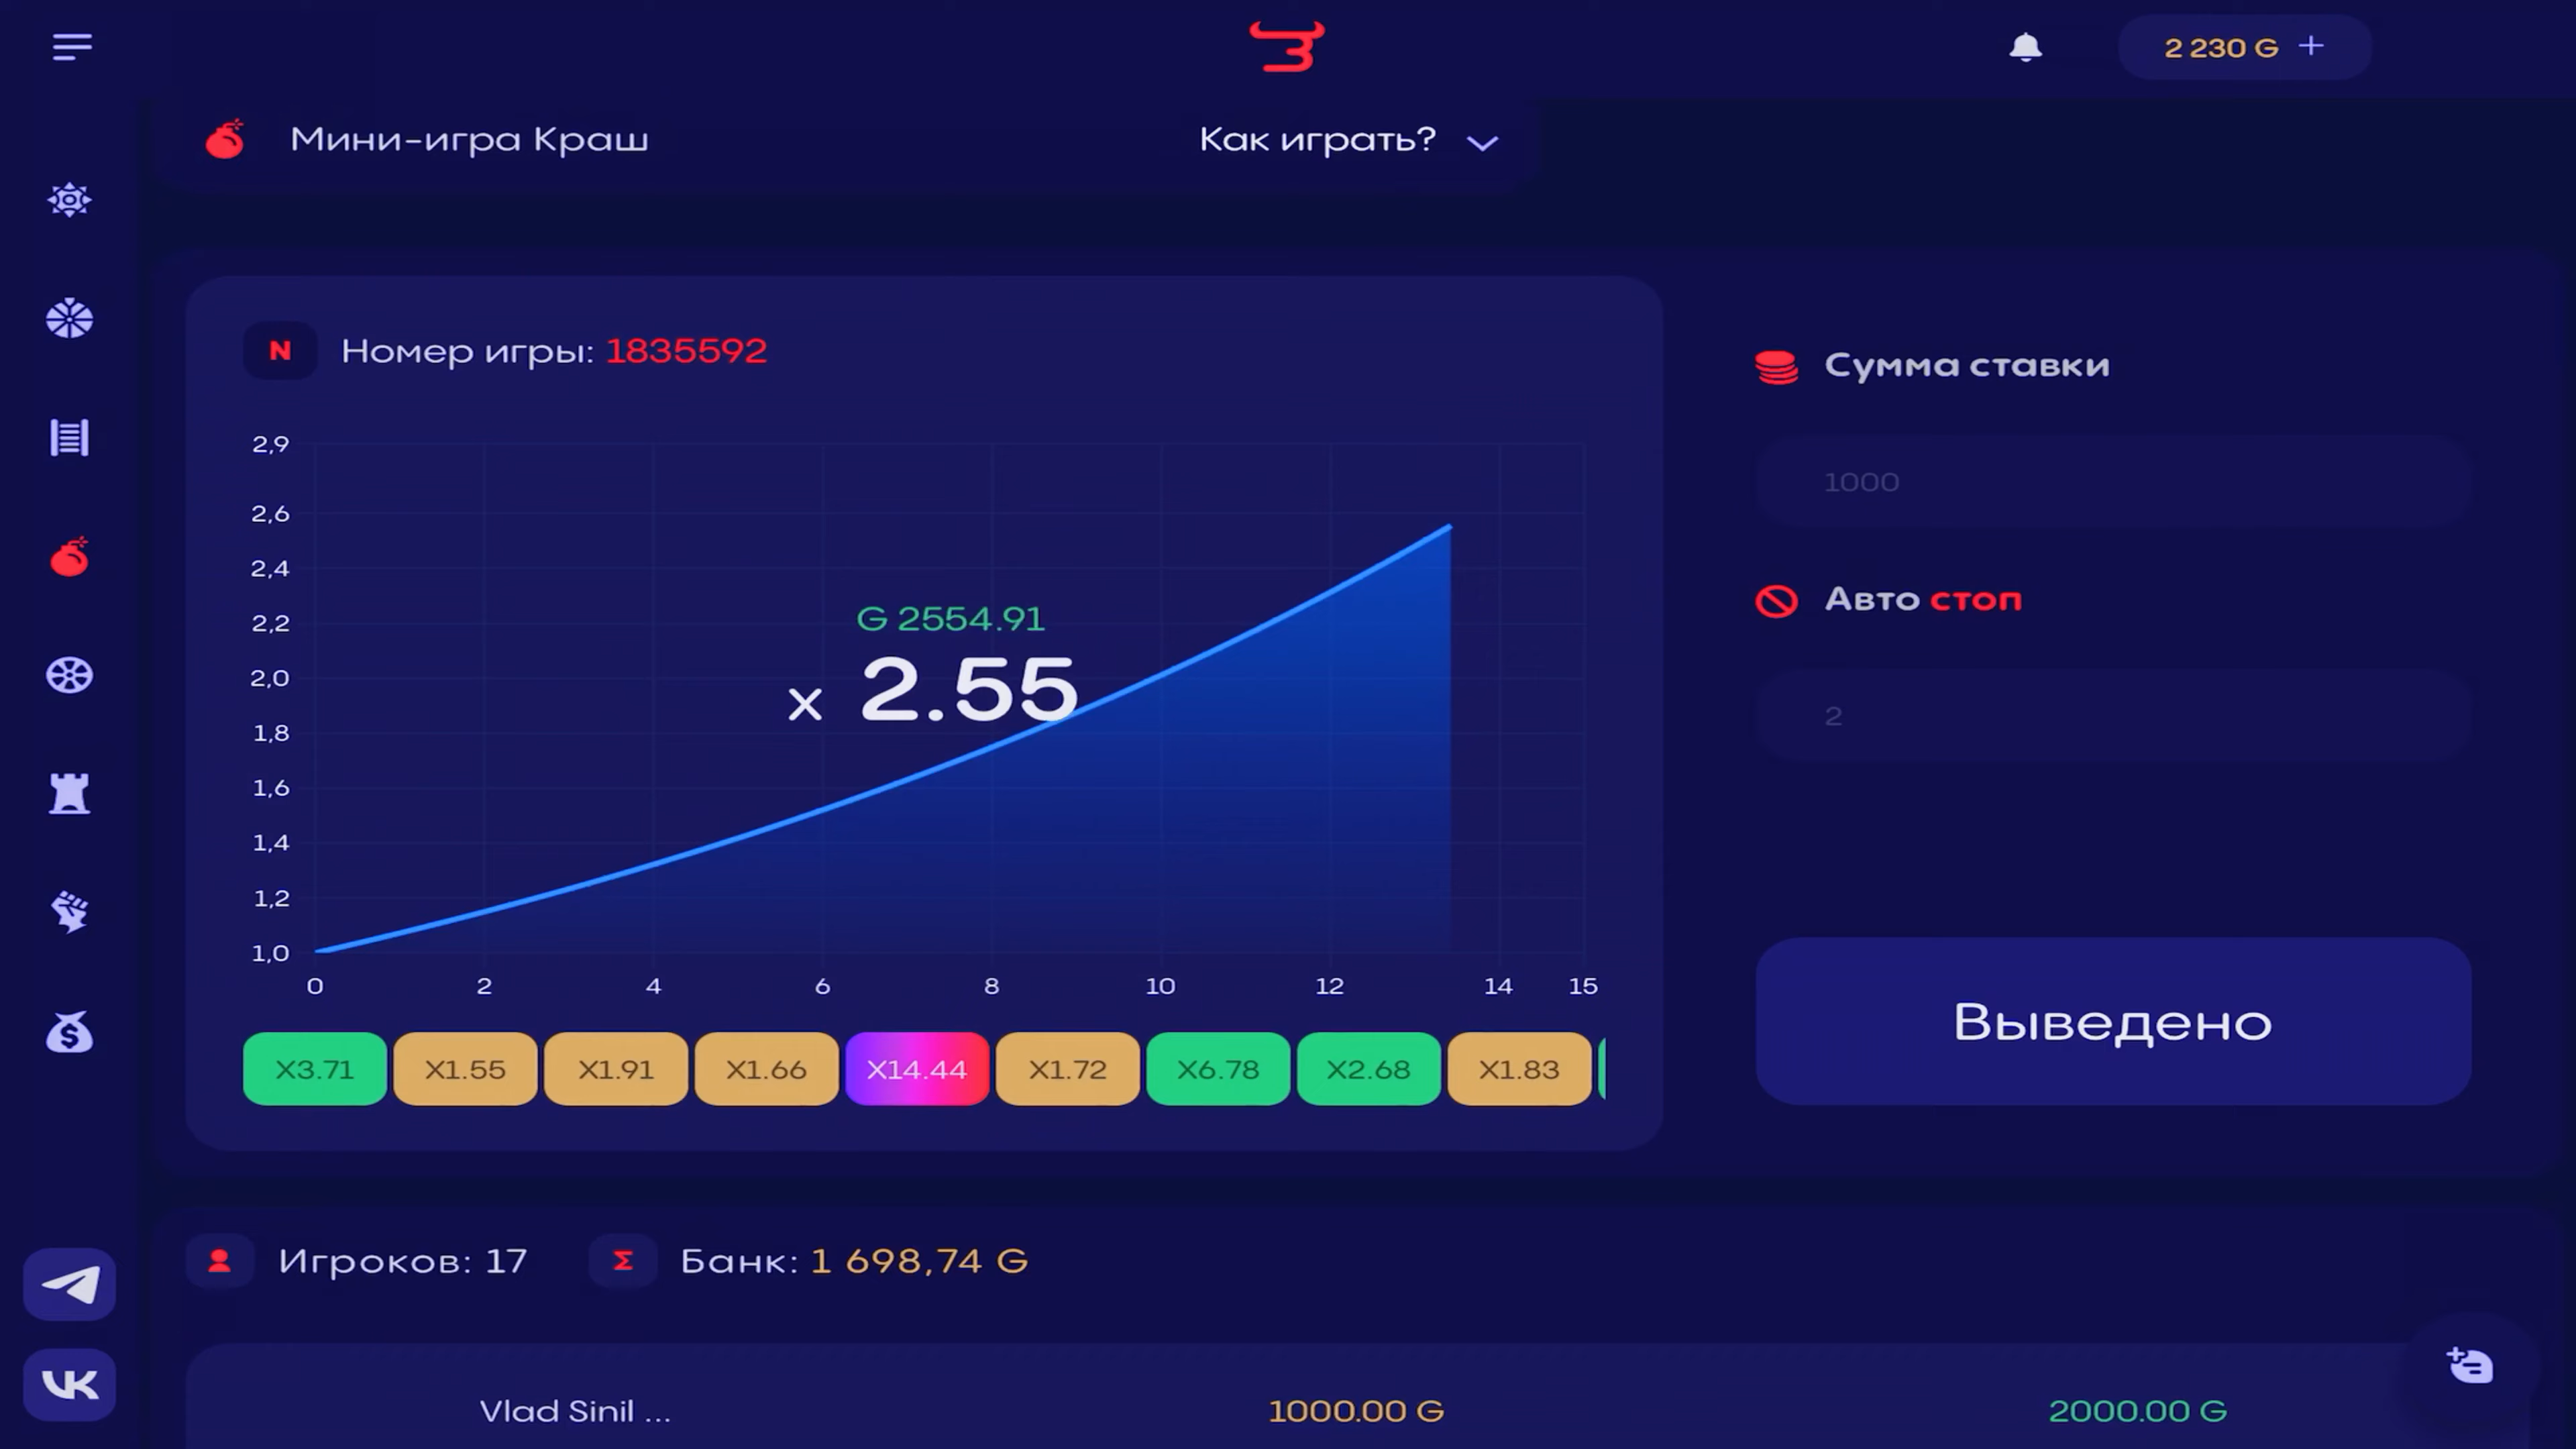 2 230 G +
Мини-игра Краш
Как играть?
N
Номер игры: 1835592
Сумма ставки
1000
Авто стоп
2
2,9
2,6
2,4
2,2
2,0
1,8
1,6
1,4
1,2
1,0
G 2554.91
x 2.55
0 2 4 6 8 10 12 14 15
X3.71 X1.55 X1.91 X1.66 X14.44 X1.72 X6.78 X2.68 X1.83
Выведено
Игроков: 17
Σ
Банк: 1 698,74 G
Vlad Sinil ... 1000.00 G 2000.00 G
VK